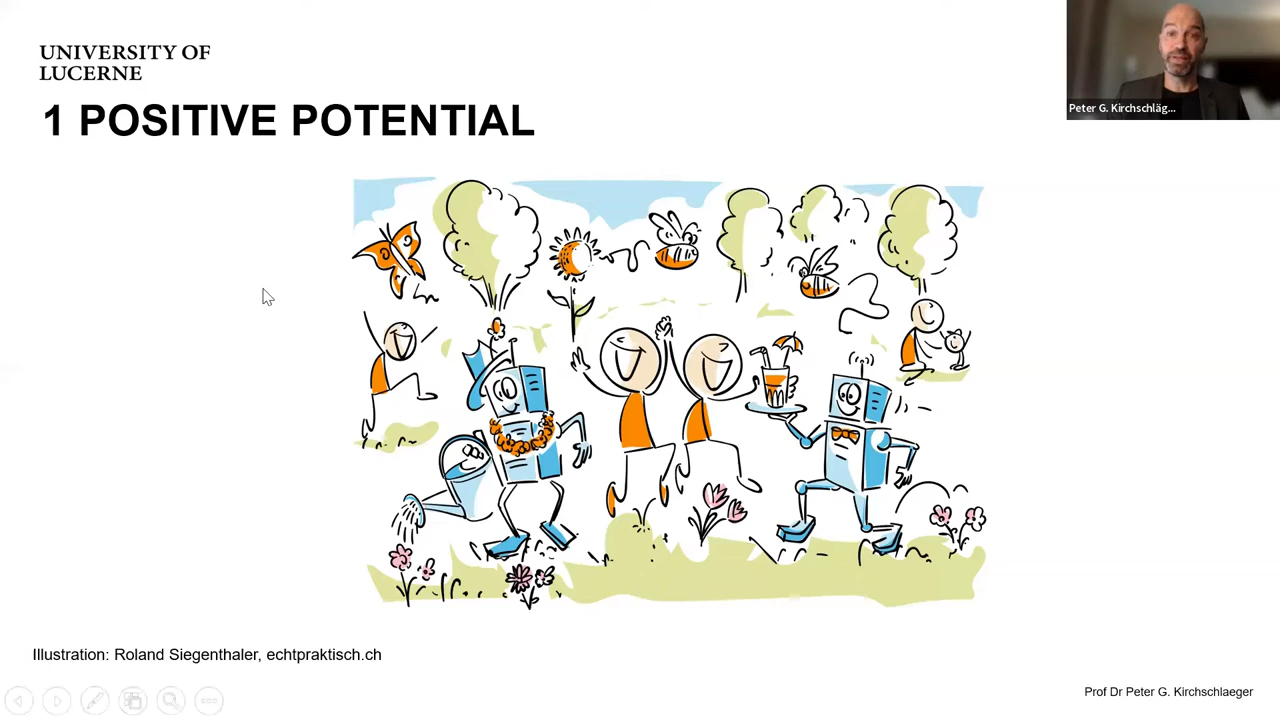 UNIVERSITY OF
LUCERNE
1 POSITIVE POTENTIAL
Peter G. Kirchschläg...
Illustration: Roland Siegenthaler, echtpraktisch.ch
Prof Dr Peter G. Kirchschlaeger